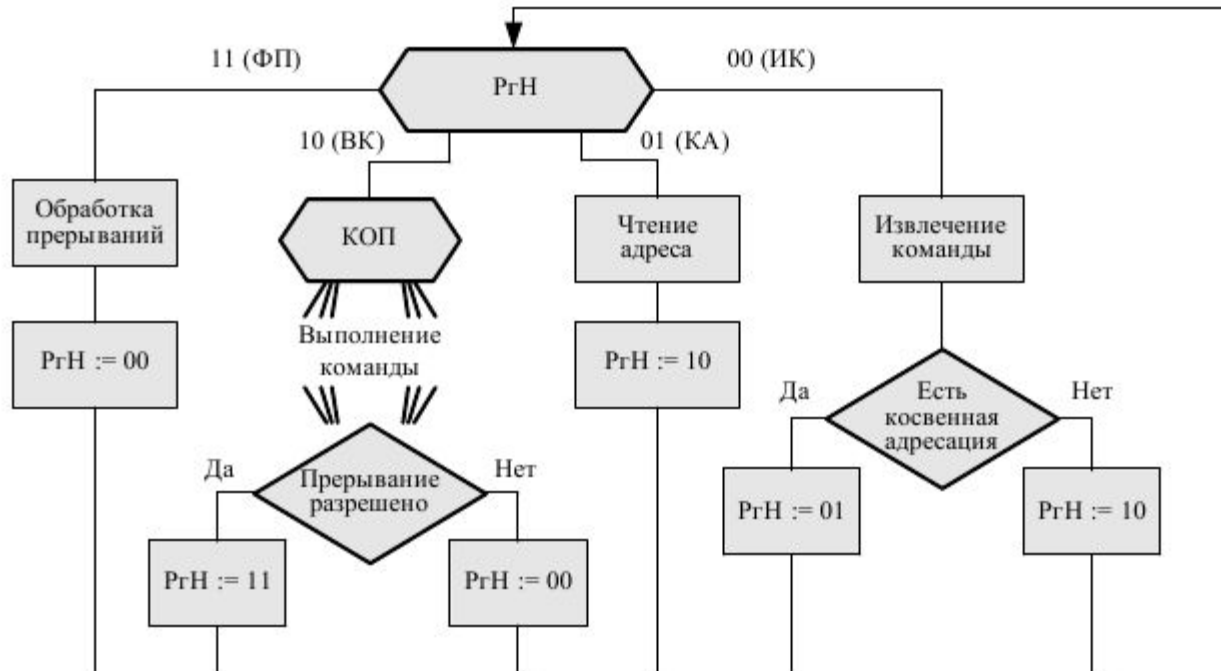 11 (ФП)
РгН
00 (ИК)
10 (ВК)
01 (КА)
Обработка
прерываний
КОП
Чтение
адреса
Извлечение
команды
РгН := 00
Выполнение
команды
РгН := 10
Да
Есть
косвенная
адресация
Нет
Да
Прерывание
разрешено
Нет
РгН := 01
РгН := 10
РгН := 11
РгН := 00